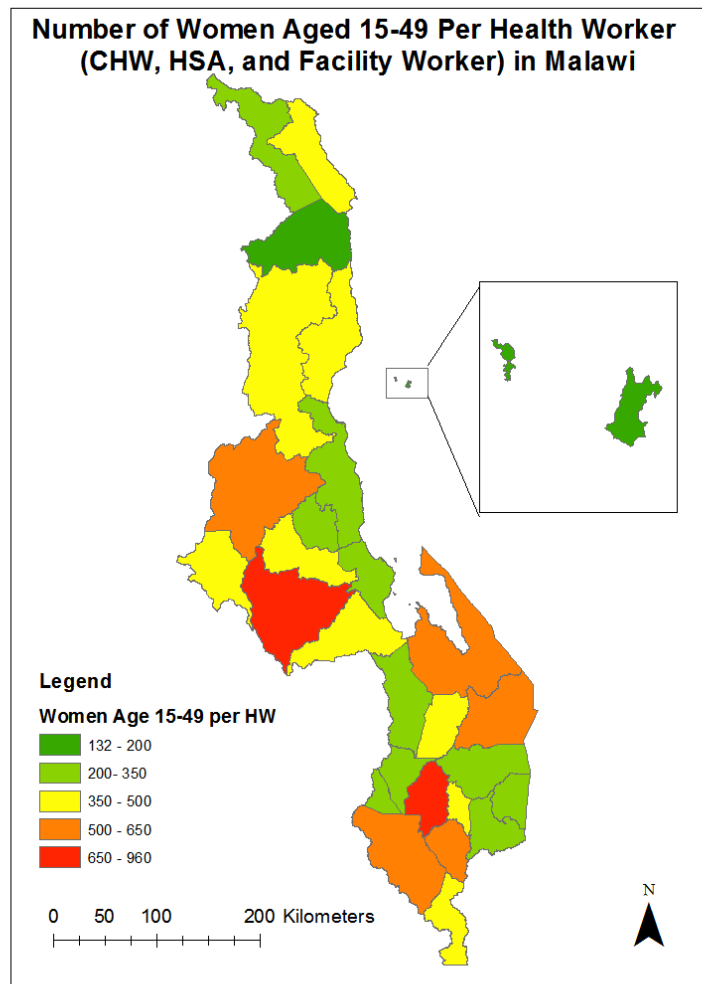 Number of Women Aged 15-49 Per Health Worker
(CHW, HSA, and Facility Worker) in Malawi
Legend
Women Age 15-49 per HW
132 - 200
200- 350
350 - 500
500 - 650
650 - 960
0 50 100 200 Kilometers
N